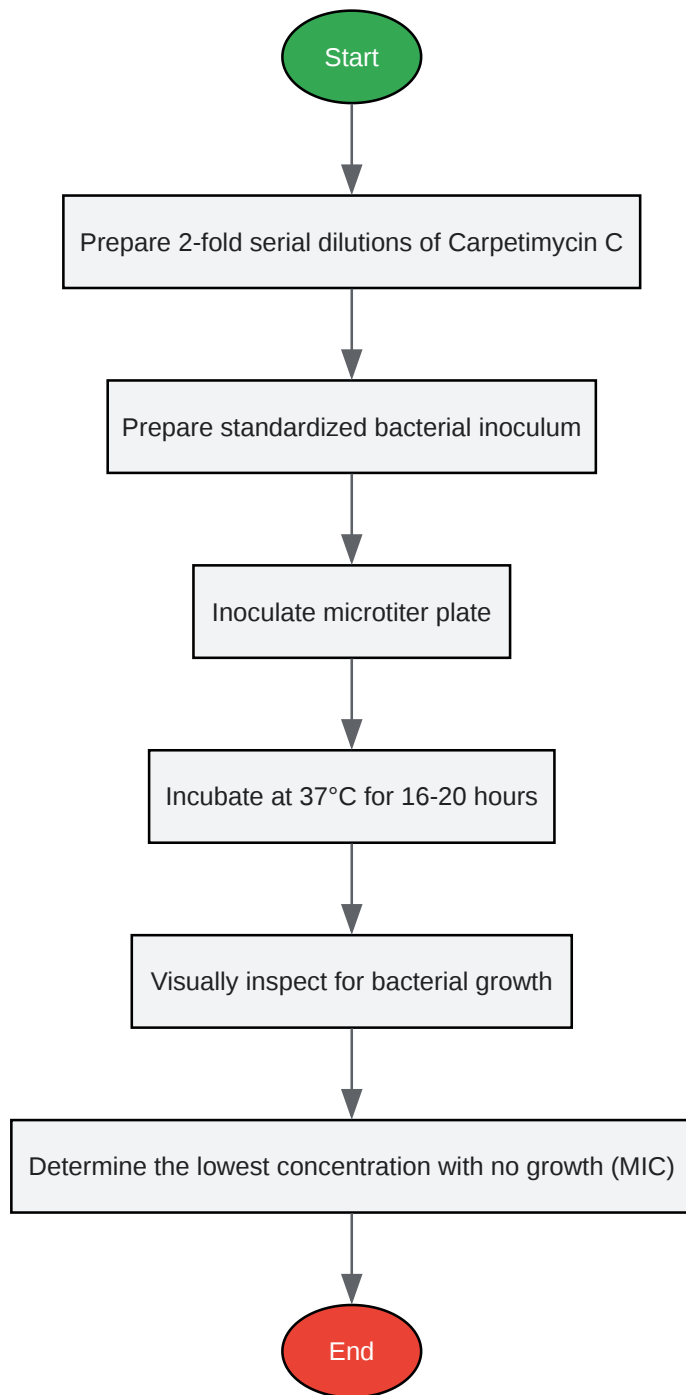 Start
Prepare 2-fold serial dilutions of Carpetimycin C
Prepare standardized bacterial inoculum
Inoculate microtiter plate
Incubate at 37°C for 16-20 hours
Visually inspect for bacterial growth
Determine the lowest concentration with no growth (MIC)
End